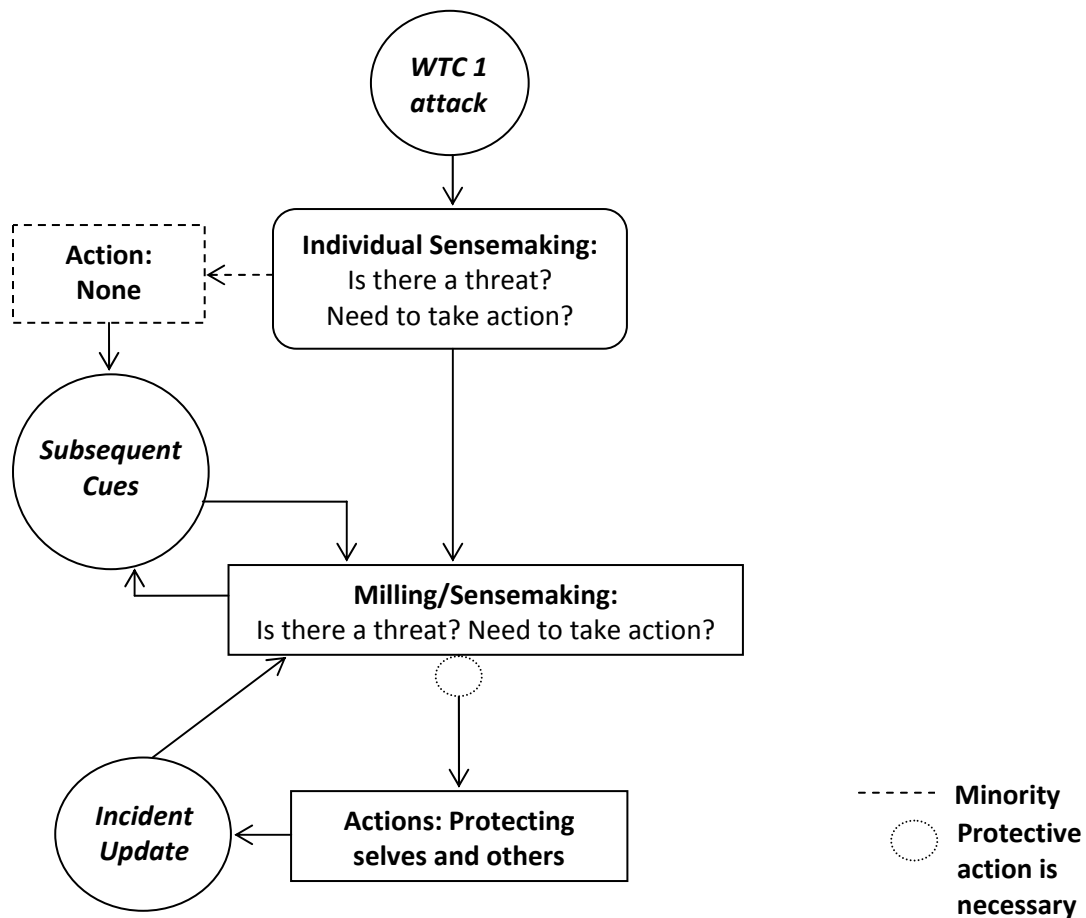 WTC 1
attack
Individual Sensemaking:
Is there a threat?
Need to take action?
Action:
None
Subsequent
Cues
Milling/Sensemaking:
Is there a threat? Need to take action?
Incident
Update
Actions: Protecting
selves and others
Minority
Protective
action is
necessary